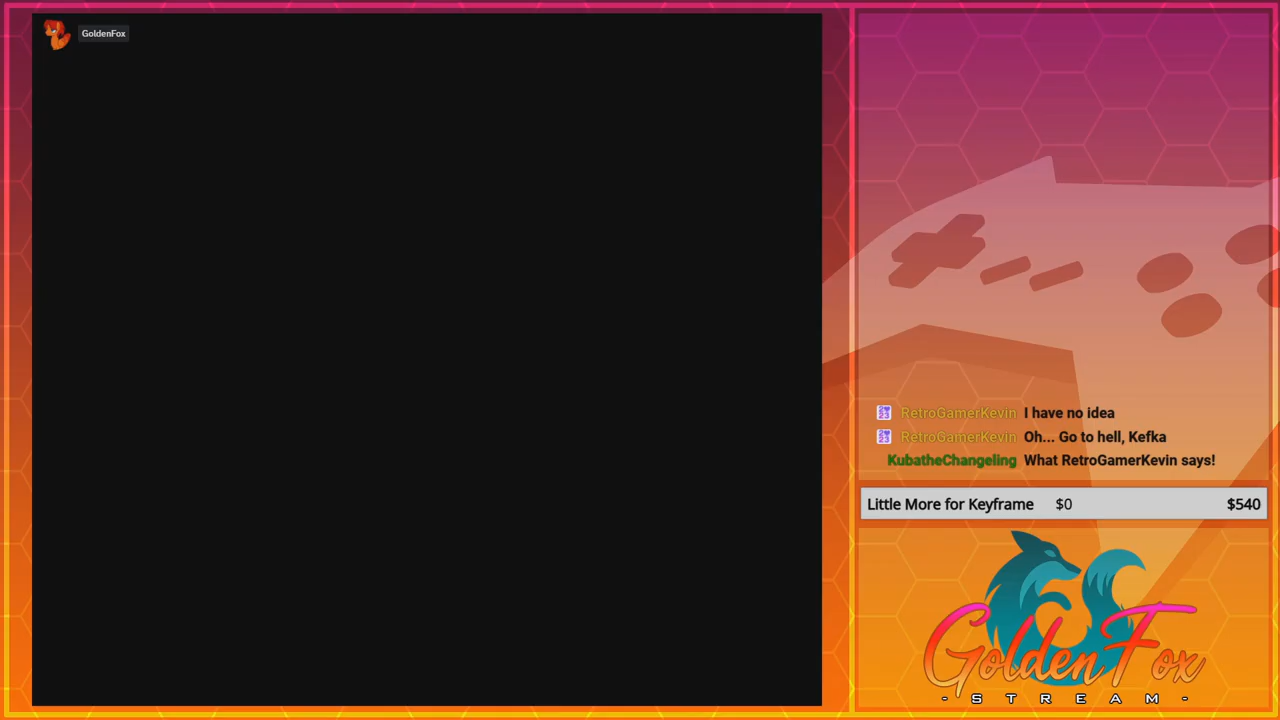 GoldenFox
RetroGamerKevin I have no idea
RetroGamerKevin Oh... Go to hell, Kefka
KubatheChangeling What RetroGamerKevin says!
Little More for Keyframe $0 $540
GoldenFox
- S T R E A M -